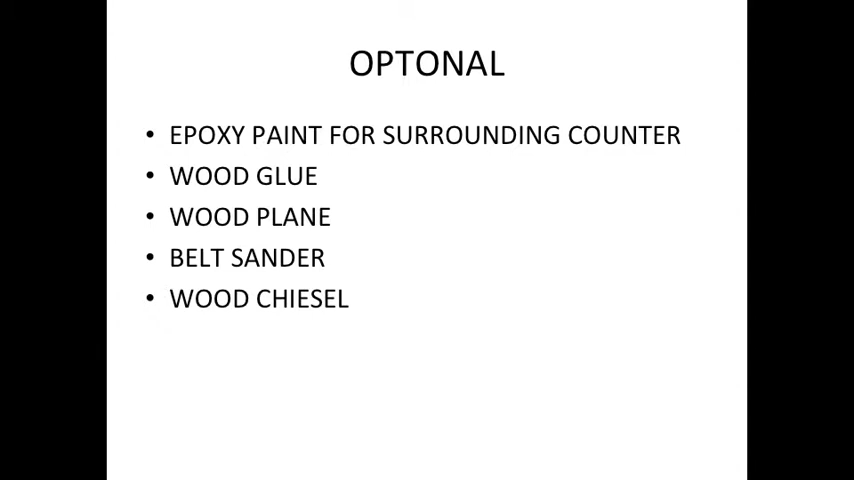 OPTONAL
• EPOXY PAINT FOR SURROUNDING COUNTER
• WOOD GLUE
• WOOD PLANE
• BELT SANDER
• WOOD CHIESEL